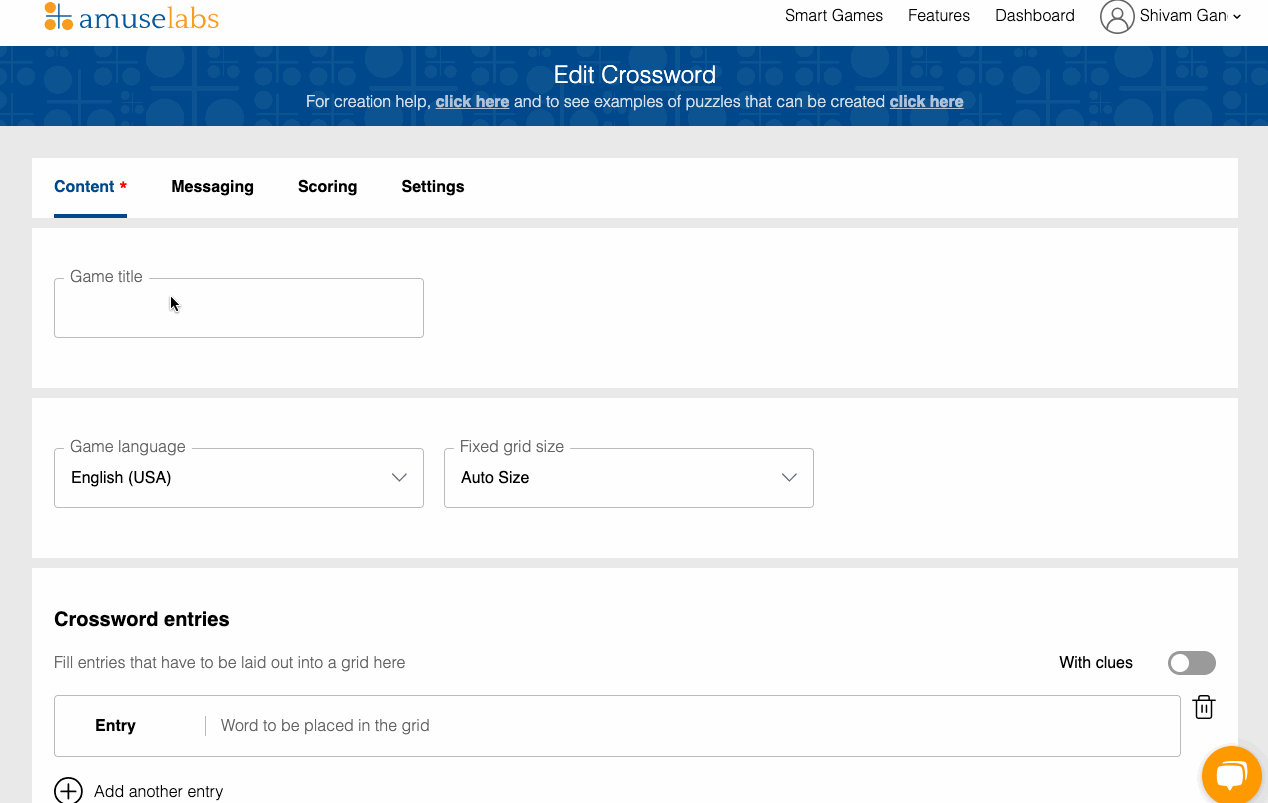 amuselabs
Smart Games Features Dashboard Shivam Gan
Edit Crossword
For creation help, click here and to see examples of puzzles that can be created click here
Content * Messaging Scoring Settings
Game title
Game language Fixed grid size
English (USA) Auto Size
Crossword entries
Fill entries that have to be laid out into a grid here With clues
Entry Word to be placed in the grid
Add another entry